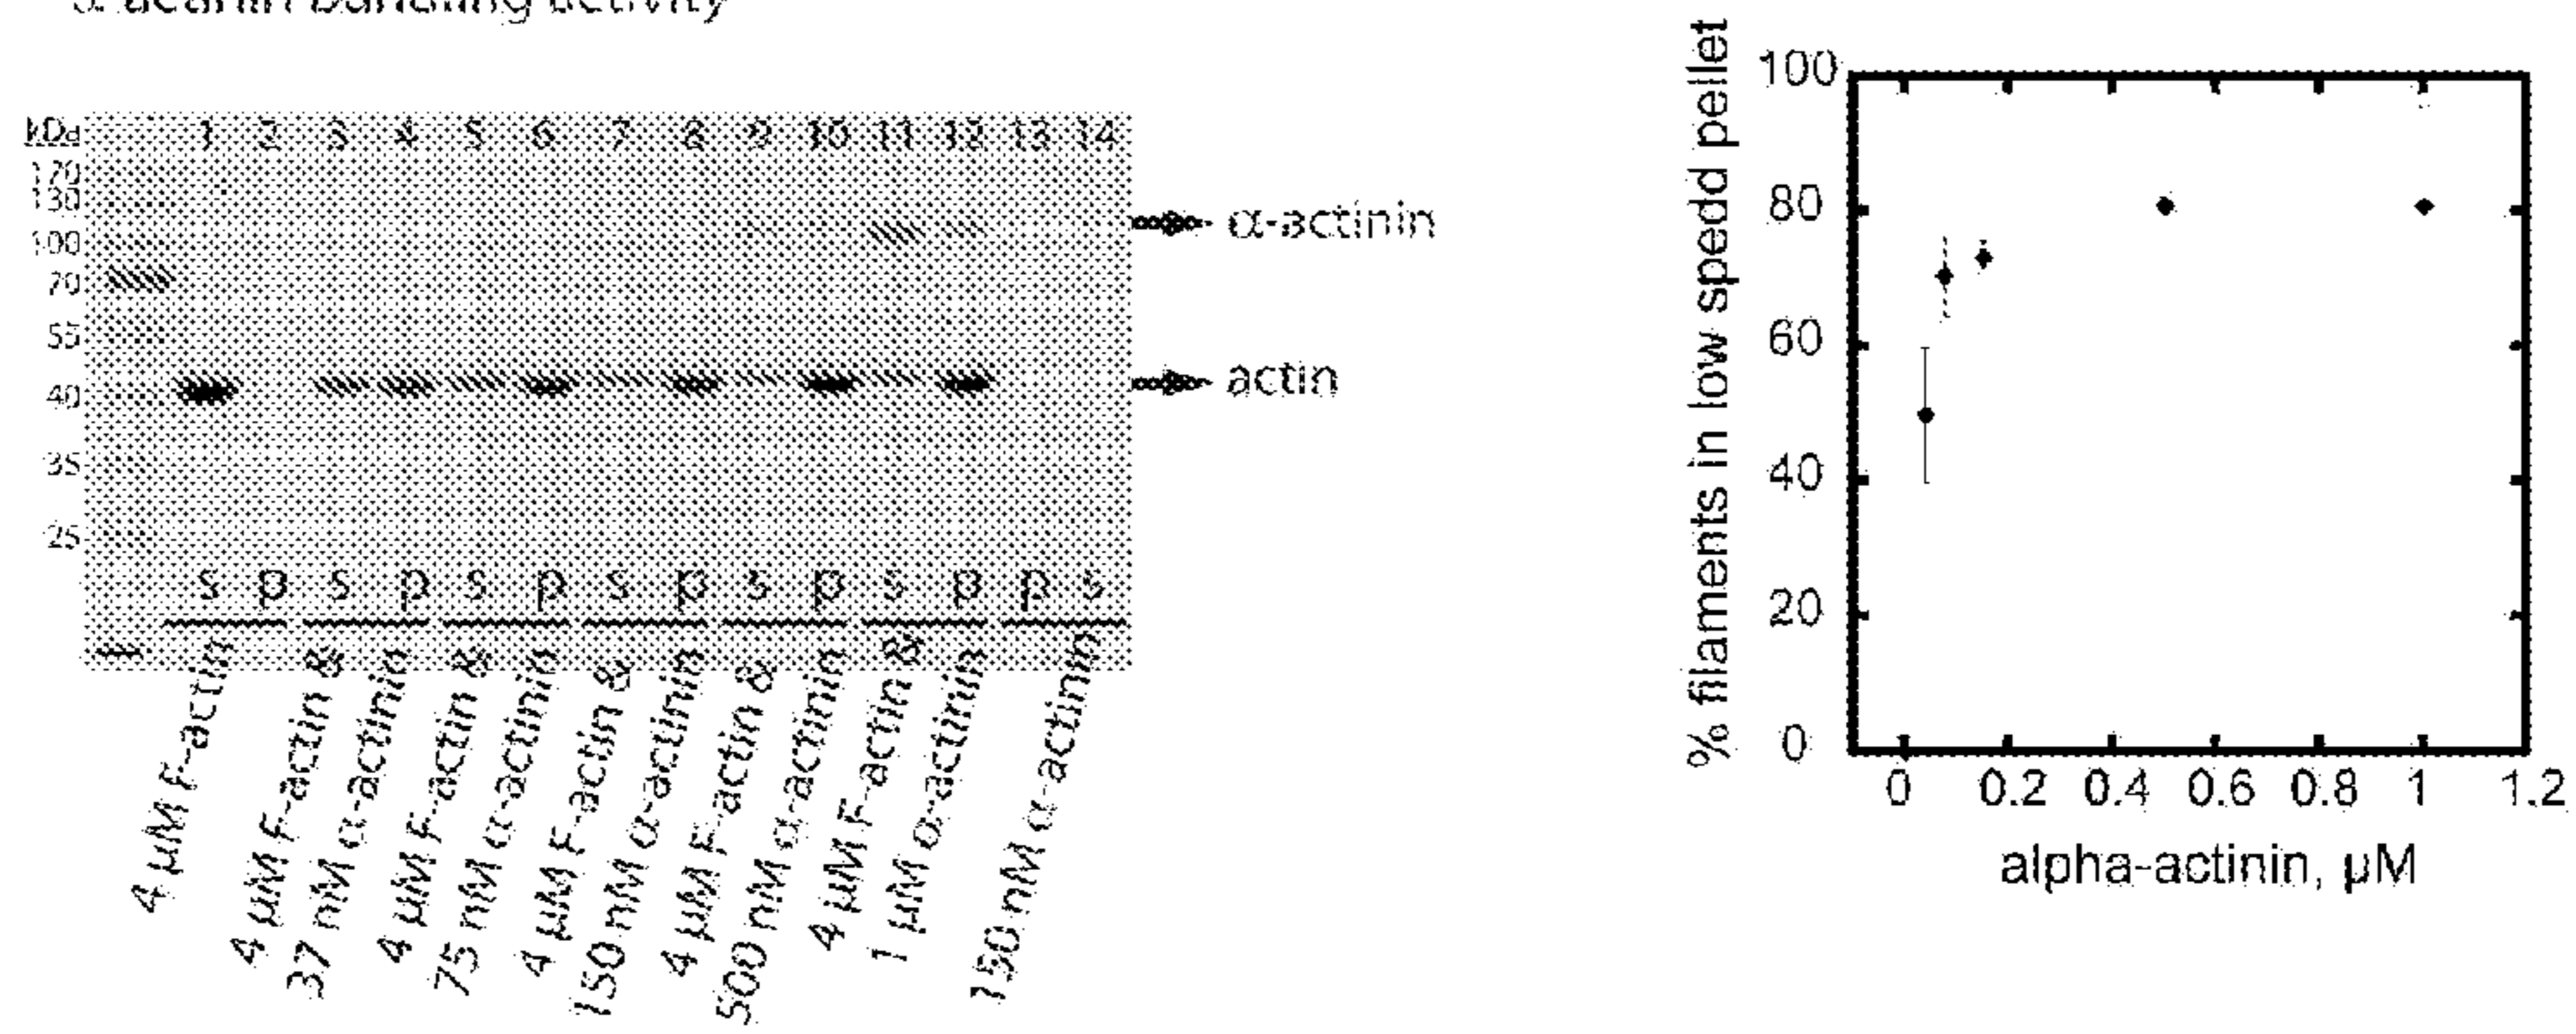 α-actinin bundling activity
kDa 1 2 3 4 5 6 7 8 9 10 11 12 13 14
170
130
100
70
55
40
35
25
α-actinin
actin
s p s p s p s p s p s p p s
4 µM F-actin
4 µM F-actin &
37 nM α-actinin
4 µM F-actin &
75 nM α-actinin
4 µM F-actin &
150 nM α-actinin
4 µM F-actin &
500 nM α-actinin
4 µM F-actin &
1 µM α-actinin
150 nM α-actinin
% filaments in low spedd pellet
100
80
60
40
20
0
0 0.2 0.4 0.6 0.8 1 1.2
alpha-actinin, µM